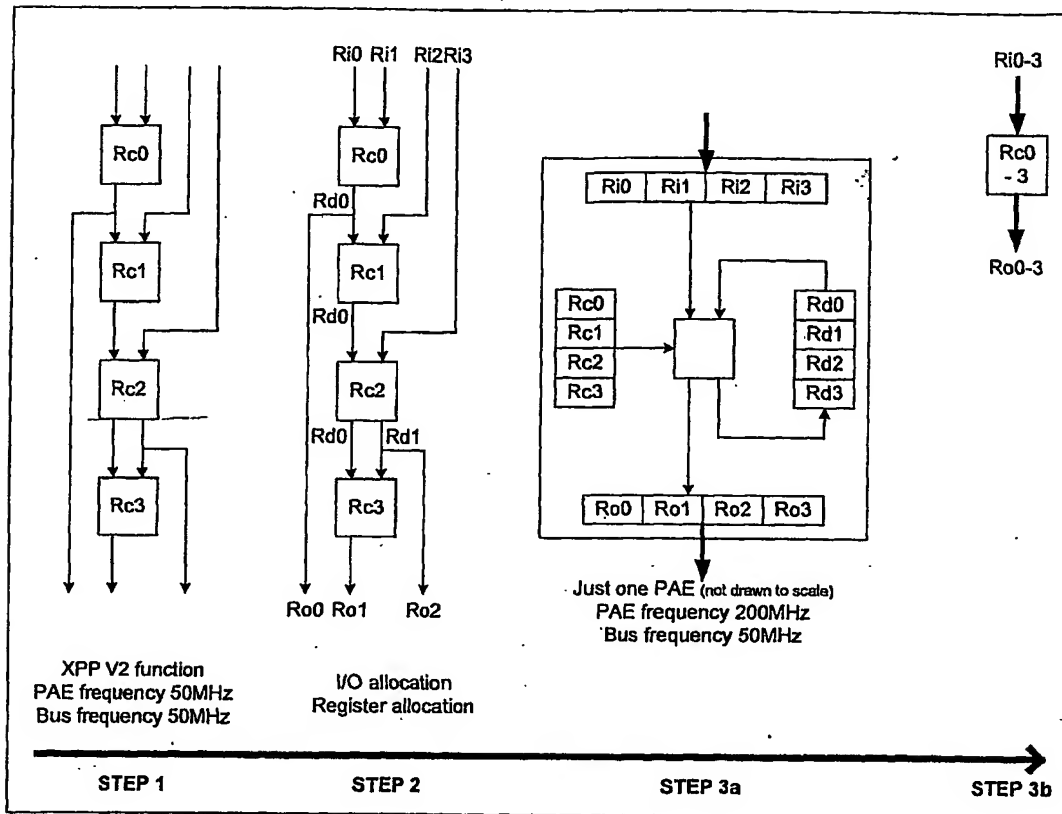 Rc0
Rc1
Rc2
Rc3
XPP V2 function
PAE frequency 50MHz
Bus frequency 50MHz
Ri0 Ri1 Ri2 Ri3
Rc0
Rd0
Rc1
Rd0
Rc2
Rd0 Rd1
Rc3
Ro0 Ro1 Ro2
I/O allocation
Register allocation
Ri0 Ri1 Ri2 Ri3
Rc0
Rc1
Rc2
Rc3
Rd0
Rd1
Rd2
Rd3
Ro0 Ro1 Ro2 Ro3
Just one PAE (not drawn to scale)
PAE frequency 200MHz
Bus frequency 50MHz
Ri0-3
Rc0
- 3
Ro0-3
STEP 1 STEP 2 STEP 3a STEP 3b